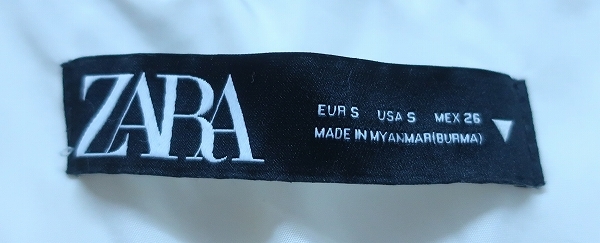 ZARA
EUR S USA S MEX 26
MADE IN MYANMAR(BURMA)